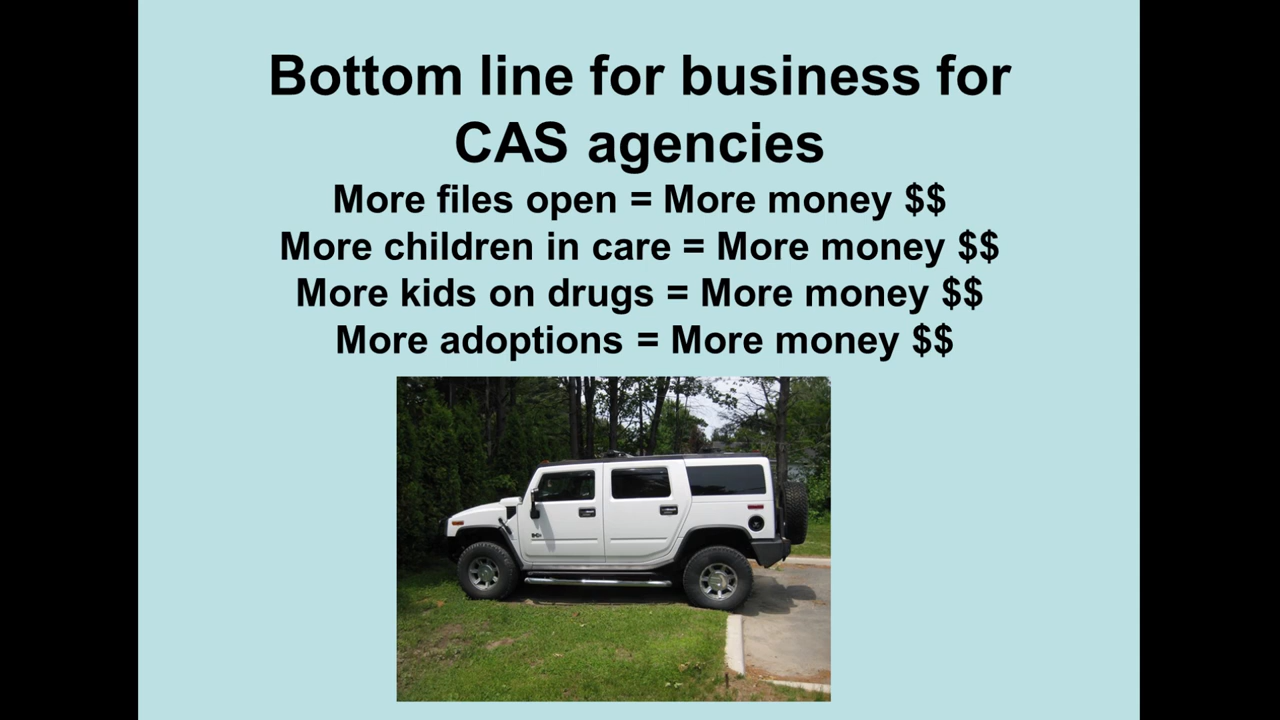 Bottom line for business for
CAS agencies
More files open = More money $$
More children in care = More money $$
More kids on drugs = More money $$
More adoptions = More money $$